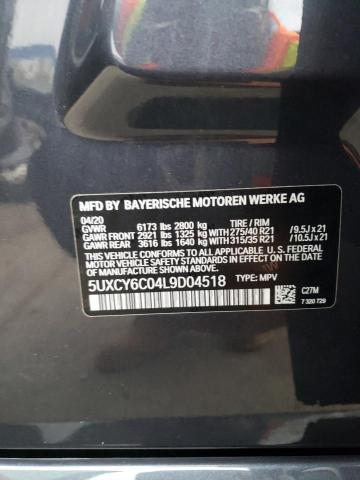 MFD BY BAYERISCHE MOTOREN WERKE AG
04/20
GVWR 6173 lbs 2800 kg TIRE / RIM
GAWR FRONT 2921 lbs 1325 kg WITH 275/40 R21 / 9.5J x 21
GAWR REAR 3616 lbs 1640 kg WITH 315/35 R21 / 10.5J x 21
THIS VEHICLE CONFORMS TO ALL APPLICABLE U.S. FEDERAL MOTOR
VEHICLE SAFETY STANDARDS IN EFFECT
ON THE DATE OF MANUFACTURE SHOWN ABOVE.
5UXCY6C04L9D04518 TYPE: MPV
C27M
7 320 729